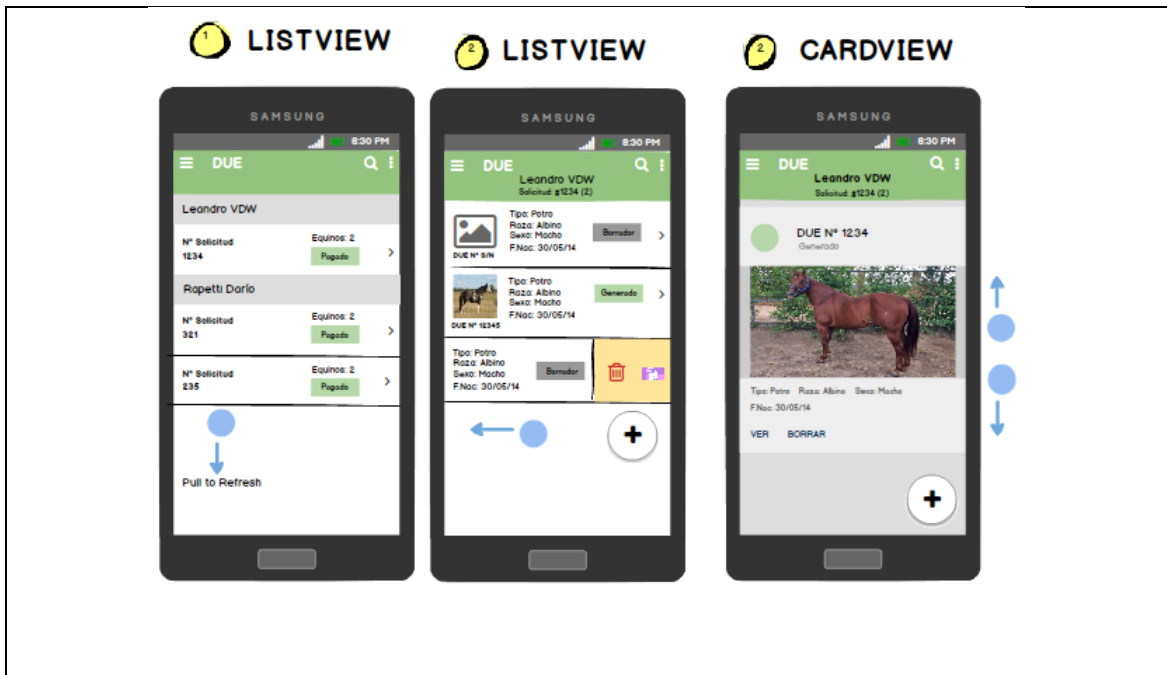 1 LISTVIEW
SAMSUNG
8:30 PM
DUE
Leandro VDW
Nº Solicitud
1234
Equinos: 2
Pagado
Rapetti Darío
Nº Solicitud
321
Equinos: 2
Pagado
Nº Solicitud
235
Equinos: 2
Pagado
Pull to Refresh
2 LISTVIEW
SAMSUNG
8:30 PM
DUE
Leandro VDW
Solicitud: #1234 (2)
DUE Nº S/N
Tipo: Potro
Raza: Albino
Sexo: Macho
F.Nac: 30/05/14
Borrador
DUE Nº 12345
Tipo: Potro
Raza: Albino
Sexo: Macho
F.Nac: 30/05/14
Generado
Tipo: Potro
Raza: Albino
Sexo: Macho
F.Nac: 30/05/14
Borrador
+
2 CARDVIEW
SAMSUNG
8:30 PM
DUE
Leandro VDW
Solicitud: #1234 (2)
DUE Nº 1234
Generado
Tipo: Potro Raza: Albino Sexo: Macho
F.Nac: 30/05/14
VER BORRAR
+